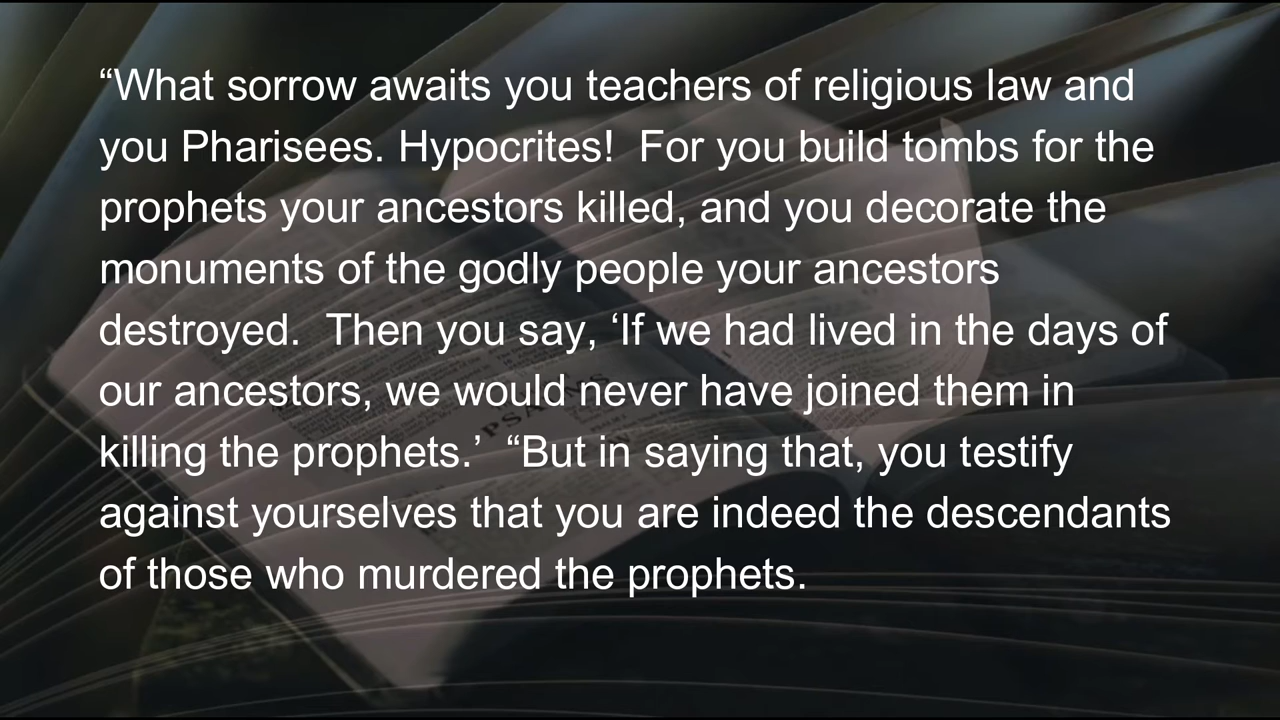 “What sorrow awaits you teachers of religious law and
you Pharisees. Hypocrites!  For you build tombs for the
prophets your ancestors killed, and you decorate the
monuments of the godly people your ancestors
destroyed.  Then you say, ‘If we had lived in the days of
our ancestors, we would never have joined them in
killing the prophets.’  “But in saying that, you testify
against yourselves that you are indeed the descendants
of those who murdered the prophets.
PSALMS